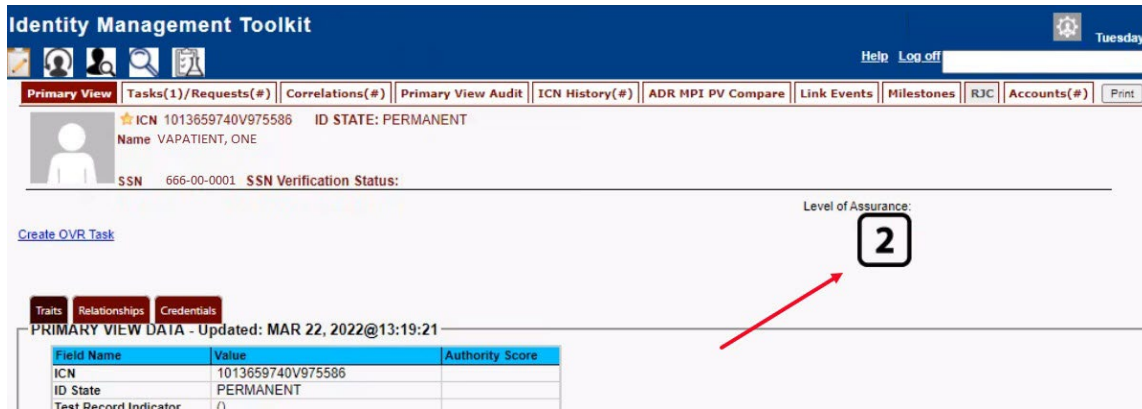 Identity Management Toolkit
Tuesday
Help Log off
Primary View Tasks(1)/Requests(#) Correlations(#) Primary View Audit ICN History(#) ADR MPI PV Compare Link Events Milestones RJC Accounts(#) Print
ICN 1013659740V975586 ID STATE: PERMANENT
Name VAPATIENT, ONE
SSN 666-00-0001 SSN Verification Status:
Level of Assurance:
2
Create OVR Task
Traits Relationships Credentials
PRIMARY VIEW DATA - Updated: MAR 22, 2022@13:19:21
Field Name Value Authority Score
ICN 1013659740V975586
ID State PERMANENT
Test Record Indicator ()